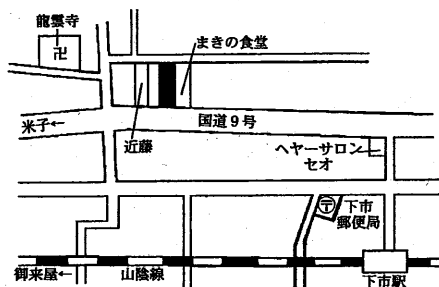 龍雲寺
卍
まきの食堂
米子←
近藤
国道9号
ヘヤーサロン
セオ
〒
下市
郵便局
御来屋←
山陰線
下市駅